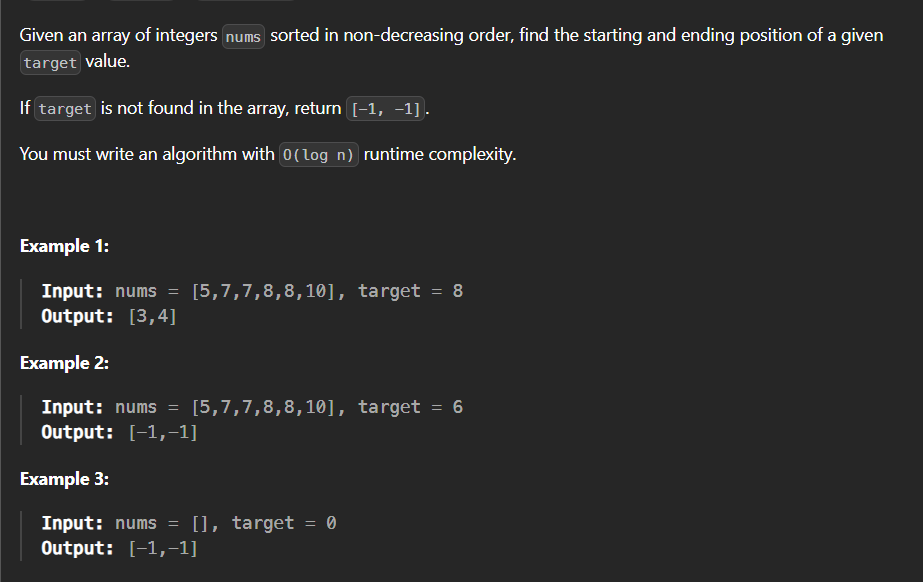 Given an array of integers nums sorted in non-decreasing order, find the starting and ending position of a given
target value.
If target is not found in the array, return [-1, -1].
You must write an algorithm with O(log n) runtime complexity.
Example 1:
Input: nums = [5,7,7,8,8,10], target = 8
Output: [3,4]
Example 2:
Input: nums = [5,7,7,8,8,10], target = 6
Output: [-1,-1]
Example 3:
Input: nums = [], target = 0
Output: [-1,-1]